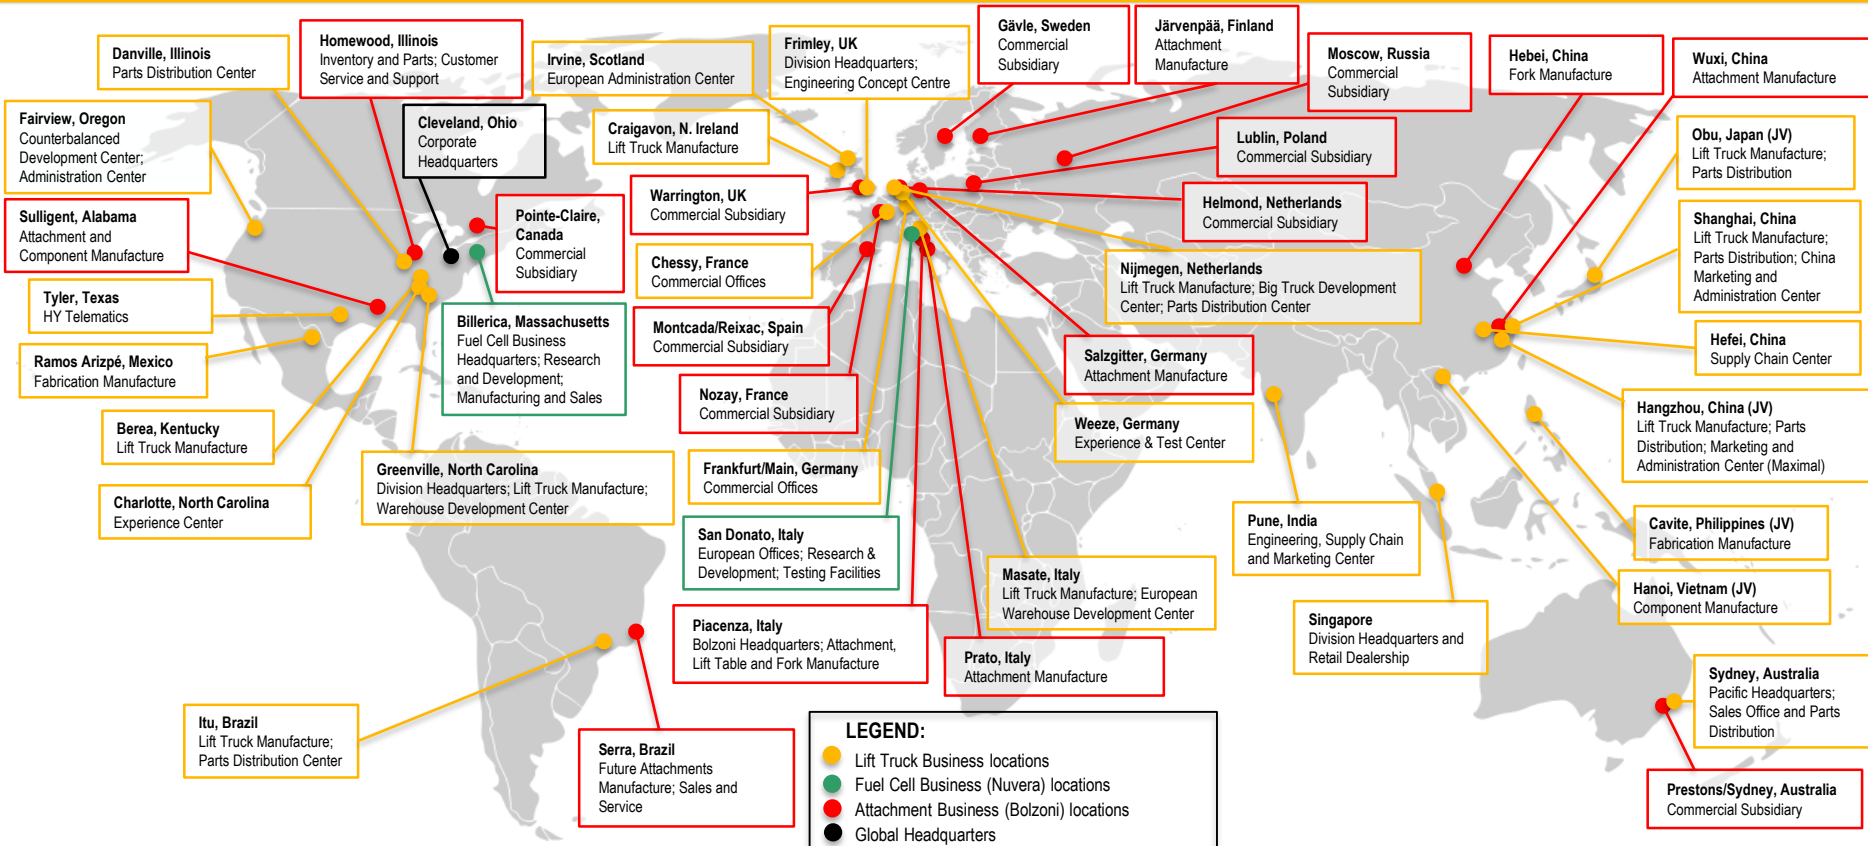 Danville, Illinois
Parts Distribution Center
Homewood, Illinois
Inventory and Parts; Customer
Service and Support
Irvine, Scotland
European Administration Center
Frimley, UK
Division Headquarters;
Engineering Concept Centre
Gävle, Sweden
Commercial
Subsidiary
Järvenpää, Finland
Attachment
Manufacture
Moscow, Russia
Commercial
Subsidiary
Hebei, China
Fork Manufacture
Wuxi, China
Attachment Manufacture
Fairview, Oregon
Counterbalanced
Development Center;
Administration Center
Cleveland, Ohio
Corporate
Headquarters
Craigavon, N. Ireland
Lift Truck Manufacture
Lublin, Poland
Commercial Subsidiary
Obu, Japan (JV)
Lift Truck Manufacture;
Parts Distribution
Sulligent, Alabama
Attachment and
Component Manufacture
Pointe-Claire,
Canada
Commercial
Subsidiary
Warrington, UK
Commercial Subsidiary
Helmond, Netherlands
Commercial Subsidiary
Shanghai, China
Lift Truck Manufacture;
Parts Distribution; China
Marketing and
Administration Center
Chessy, France
Commercial Offices
Nijmegen, Netherlands
Lift Truck Manufacture; Big Truck Development
Center; Parts Distribution Center
Tyler, Texas
HY Telematics
Billerica, Massachusetts
Fuel Cell Business
Headquarters; Research
and Development;
Manufacturing and Sales
Montcada/Reixac, Spain
Commercial Subsidiary
Salzgitter, Germany
Attachment Manufacture
Hefei, China
Supply Chain Center
Ramos Arizpé, Mexico
Fabrication Manufacture
Nozay, France
Commercial Subsidiary
Weeze, Germany
Experience & Test Center
Hangzhou, China (JV)
Lift Truck Manufacture; Parts
Distribution; Marketing and
Administration Center (Maximal)
Berea, Kentucky
Lift Truck Manufacture
Greenville, North Carolina
Division Headquarters; Lift Truck Manufacture;
Warehouse Development Center
Frankfurt/Main, Germany
Commercial Offices
Charlotte, North Carolina
Experience Center
San Donato, Italy
European Offices; Research &
Development; Testing Facilities
Pune, India
Engineering, Supply Chain
and Marketing Center
Cavite, Philippines (JV)
Fabrication Manufacture
Masate, Italy
Lift Truck Manufacture; European
Warehouse Development Center
Hanoi, Vietnam (JV)
Component Manufacture
Piacenza, Italy
Bolzoni Headquarters; Attachment,
Lift Table and Fork Manufacture
Prato, Italy
Attachment Manufacture
Singapore
Division Headquarters and
Retail Dealership
Sydney, Australia
Pacific Headquarters;
Sales Office and Parts
Distribution
Itu, Brazil
Lift Truck Manufacture;
Parts Distribution Center
Serra, Brazil
Future Attachments
Manufacture; Sales and
Service
Prestons/Sydney, Australia
Commercial Subsidiary
LEGEND:
Lift Truck Business locations
Fuel Cell Business (Nuvera) locations
Attachment Business (Bolzoni) locations
Global Headquarters